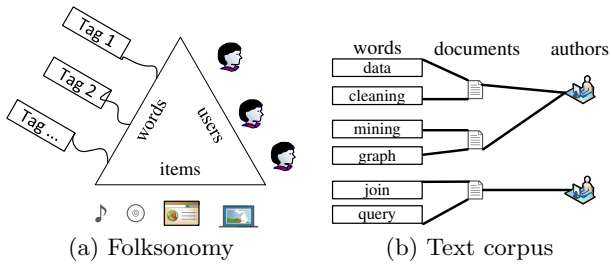 Tag 1
Tag 2
Tag ...
words
users
items
(a) Folksonomy
words documents authors
data
cleaning
mining
graph
join
query
(b) Text corpus